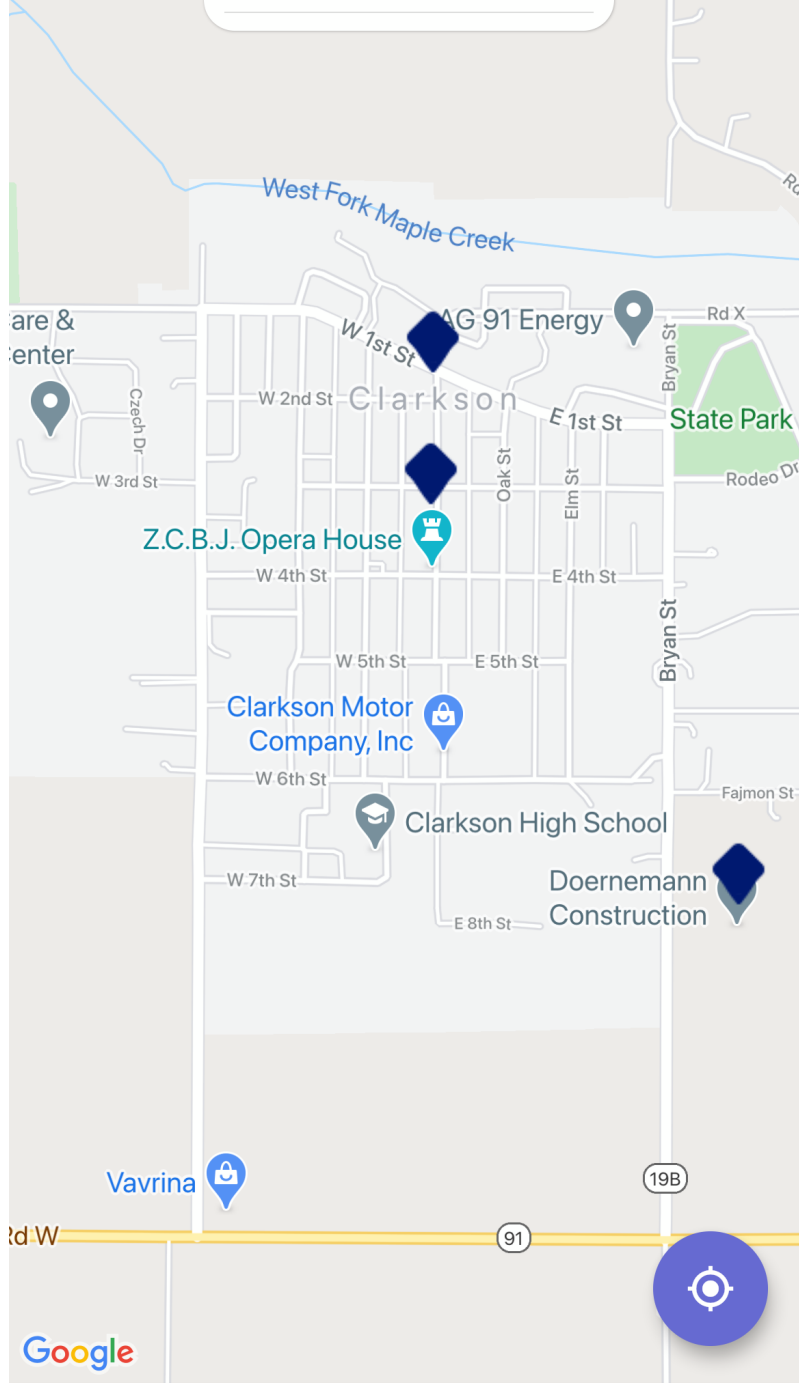 West Fork Maple Creek
Rd
are &
enter
AG 91 Energy
Rd X
W 1st St
Bryan St
Czech Dr
W 2nd St
Clarkson
E 1st St
State Park
W 3rd St
Oak St
Elm St
Rodeo Dr
Z.C.B.J. Opera House
W 4th St
E 4th St
Bryan St
W 5th St
E 5th St
Clarkson Motor
Company, Inc
W 6th St
Fajmon St
Clarkson High School
W 7th St
Doernemann
Construction
E 8th St
Vavrina
19B
Rd W
91
Google